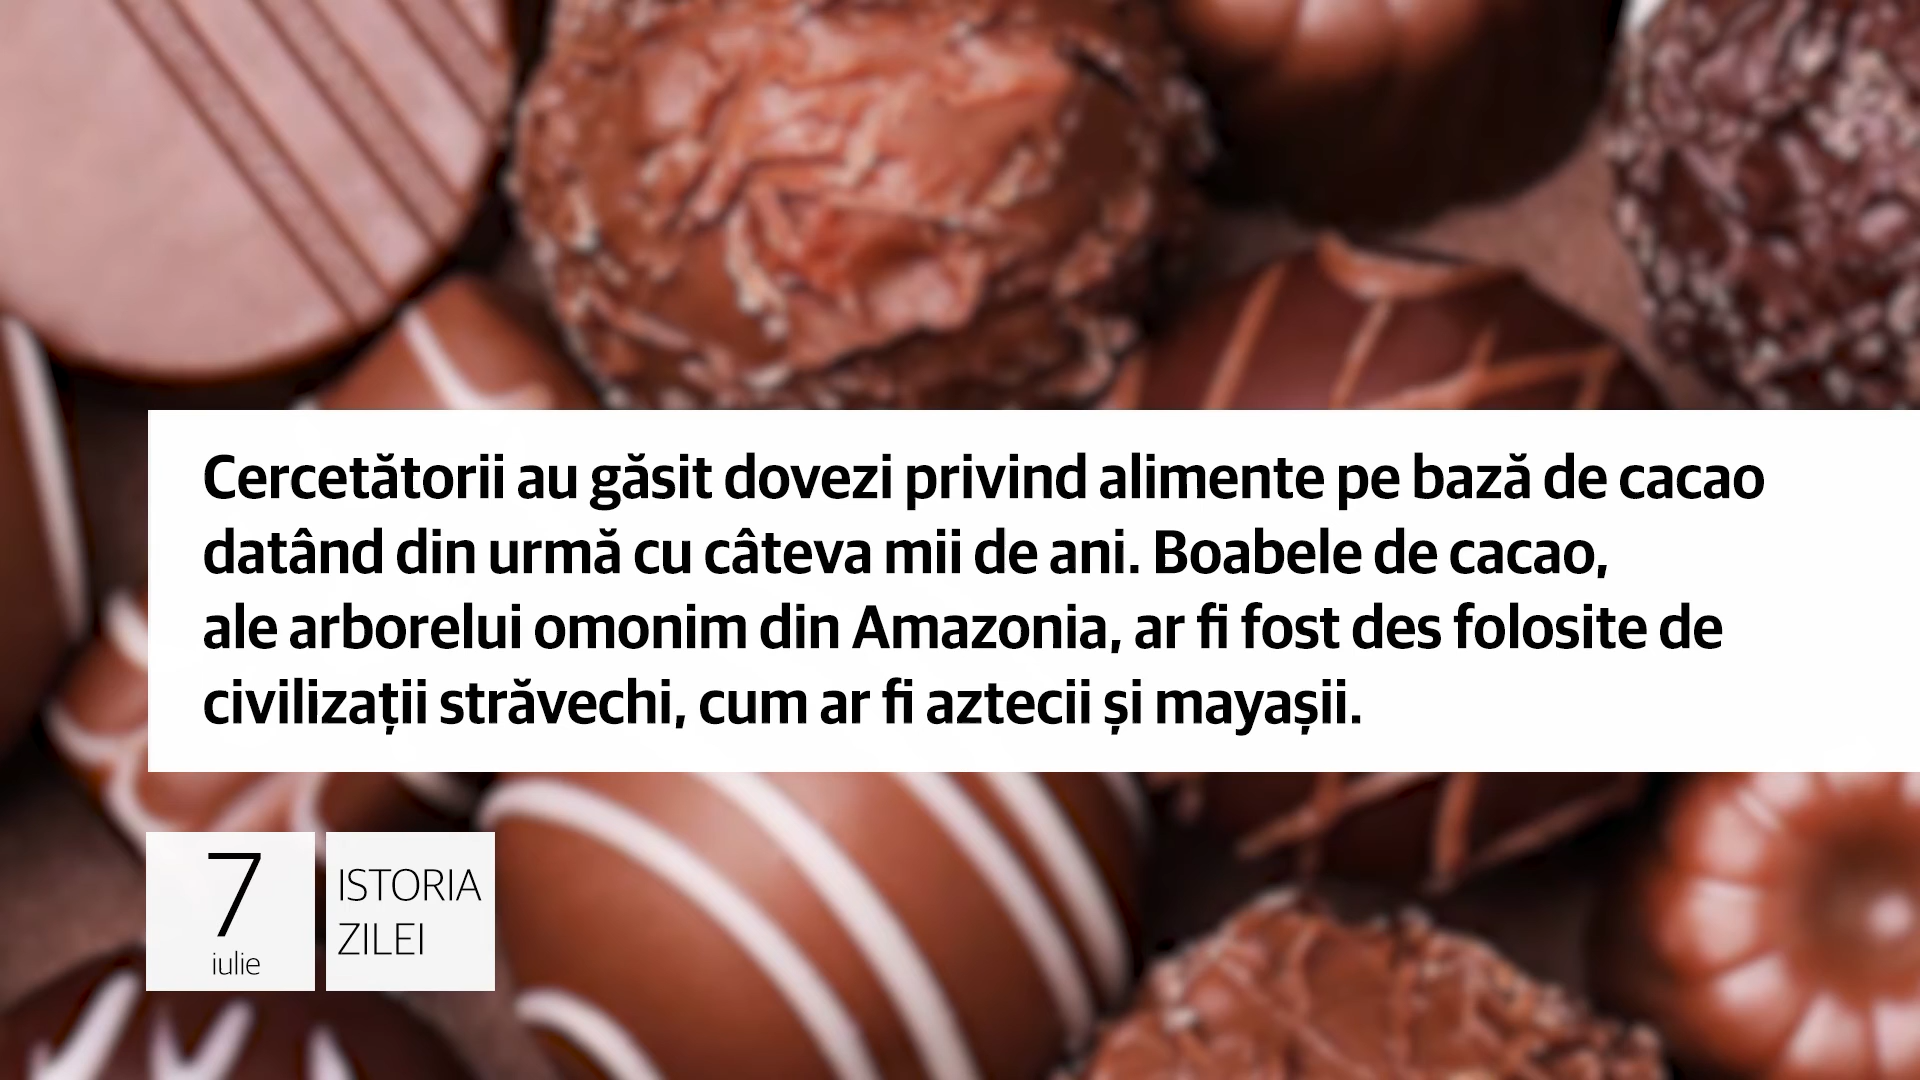 Cercetătorii au găsit dovezi privind alimente pe bază de cacao
datând din urmă cu câteva mii de ani. Boabele de cacao,
ale arborelui omonim din Amazonia, ar fi fost des folosite de
civilizații străvechi, cum ar fi aztecii și mayașii.
7
iulie
ISTORIA
ZILEI